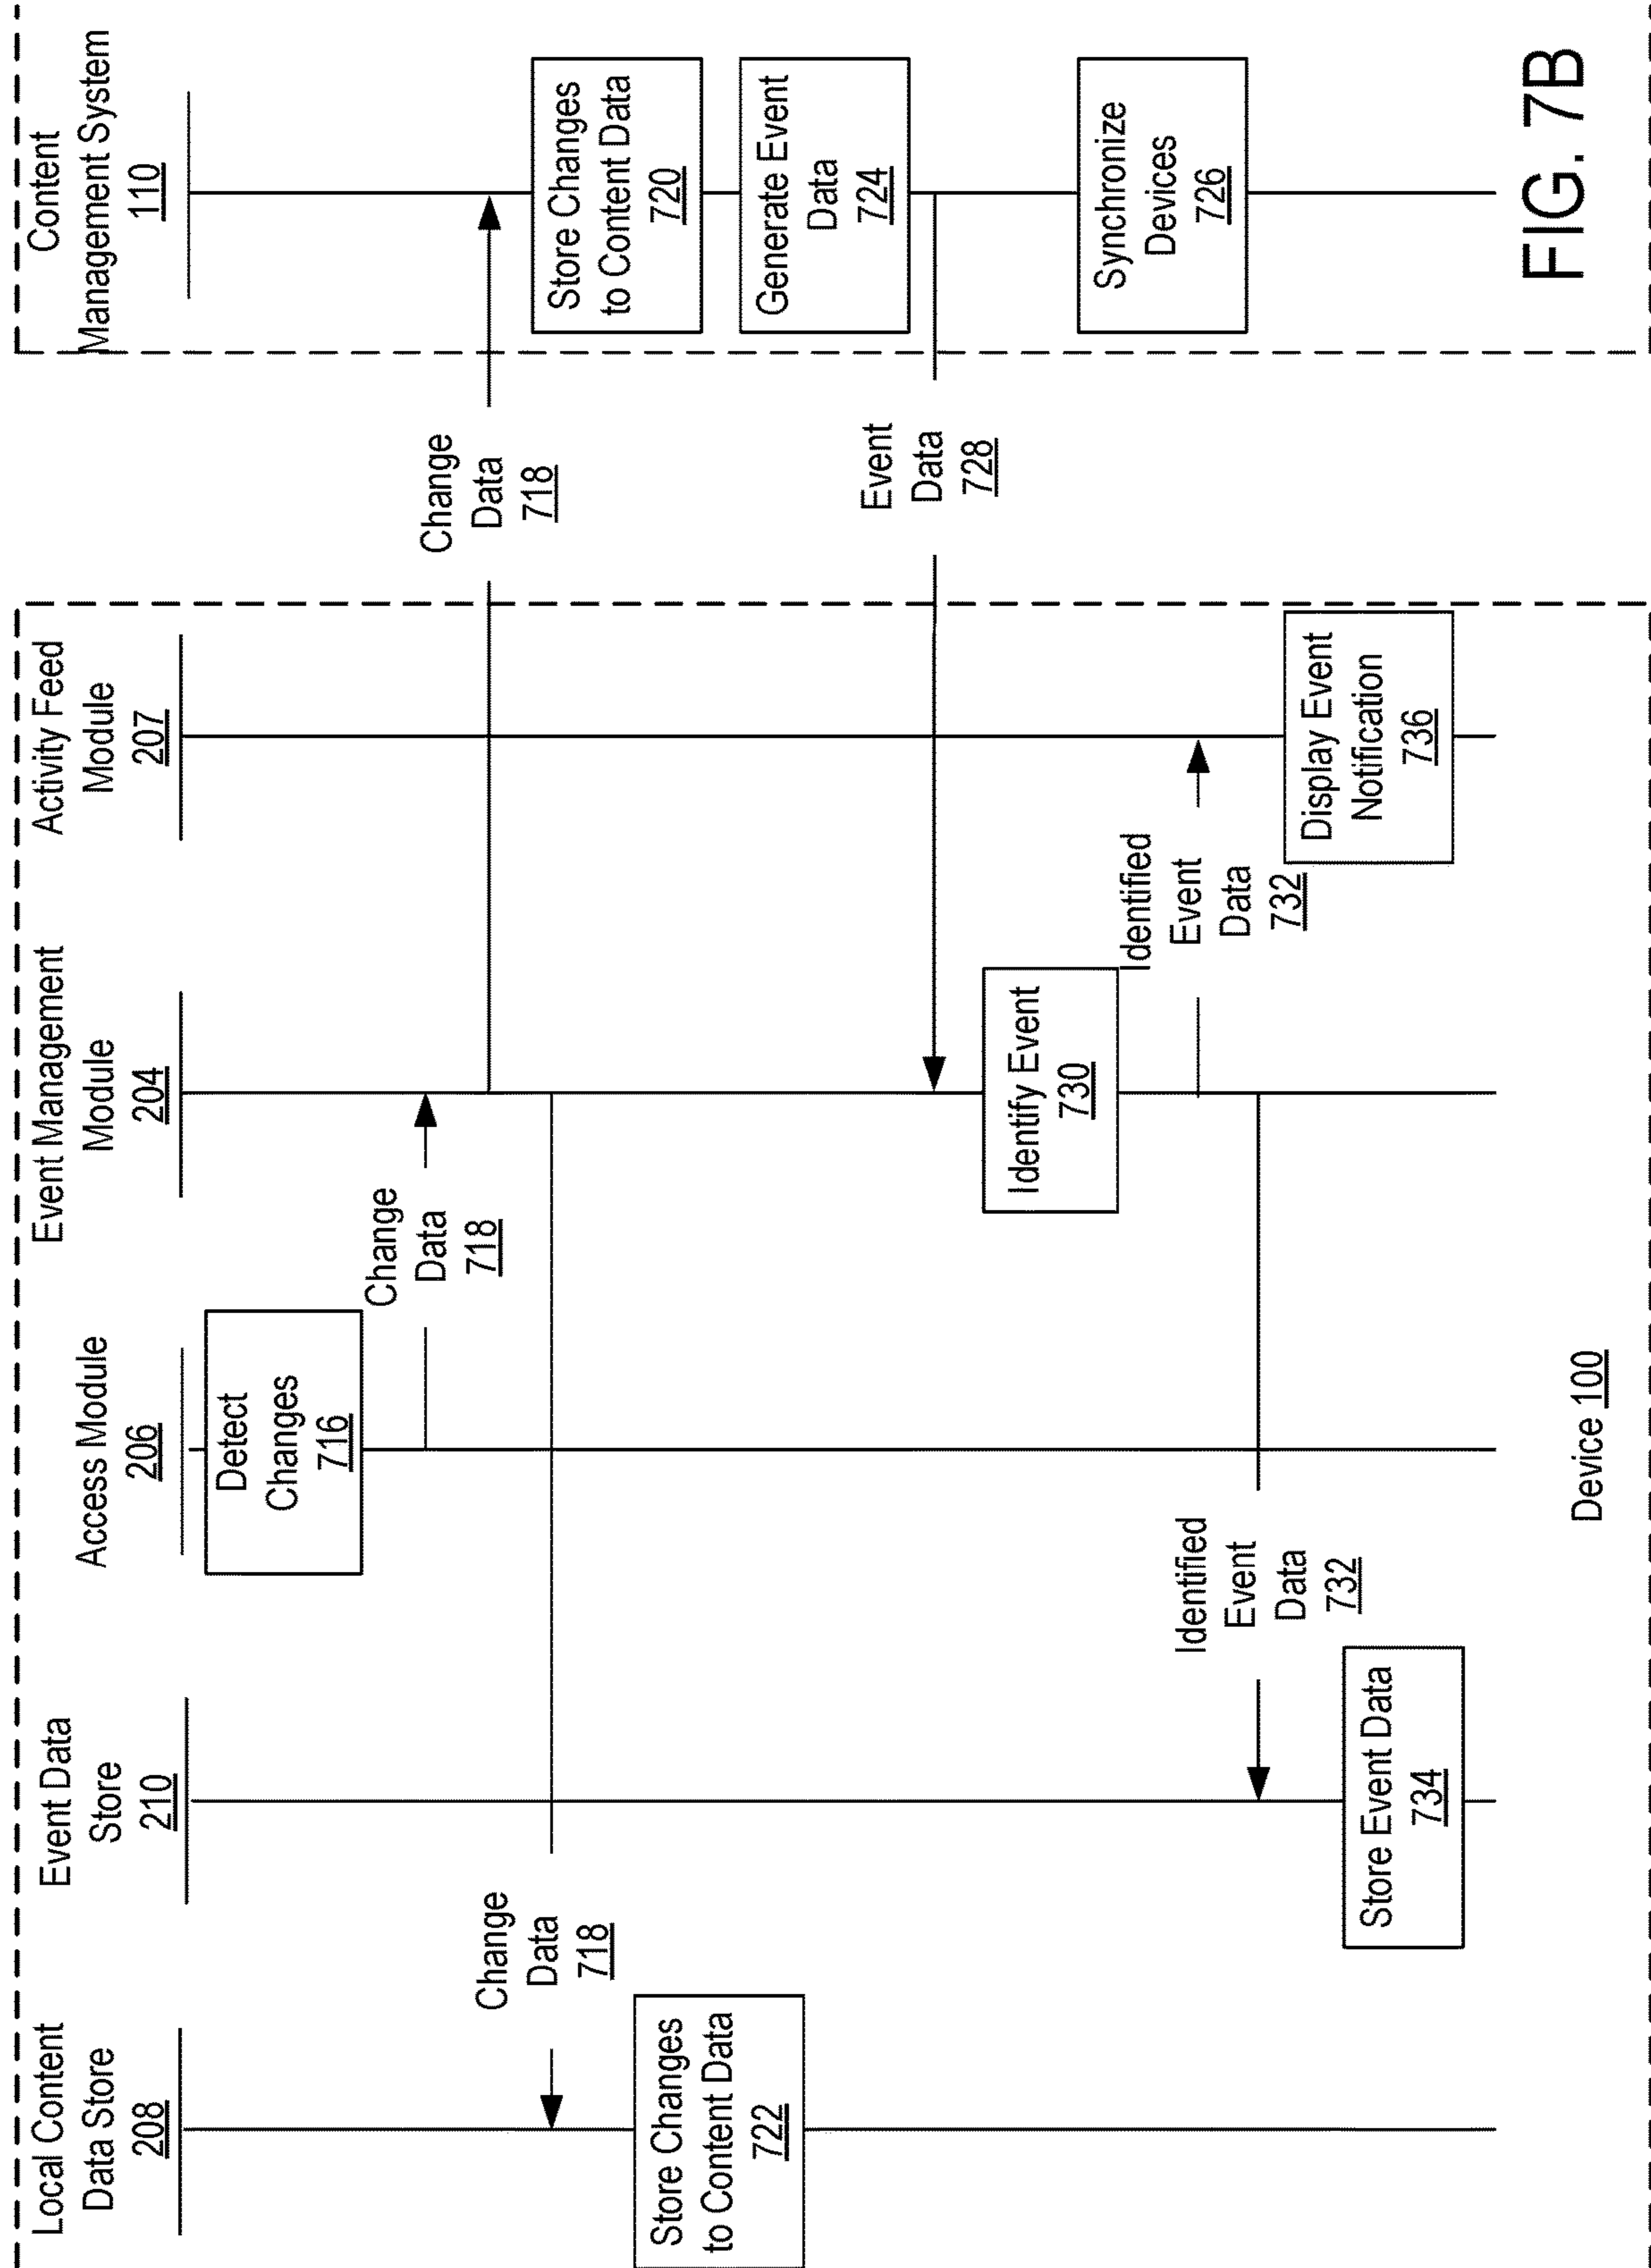 Local Content
Data Store
208
Event Data
Store
210
Access Module
206
Event Management
Module
204
Activity Feed
Module
207
Content
Management System
110
Detect
Changes
716
Change
Data
718
Change
Data
718
Change
Data
718
Store Changes
to Content Data
720
Store Changes
to Content Data
722
Generate Event
Data
724
Event
Data
728
Identify Event
730
Synchronize
Devices
726
Identified
Event
Data
732
Identified
Event
Data
732
Display Event
Notification
736
Store Event Data
734
Device 100
FIG. 7B